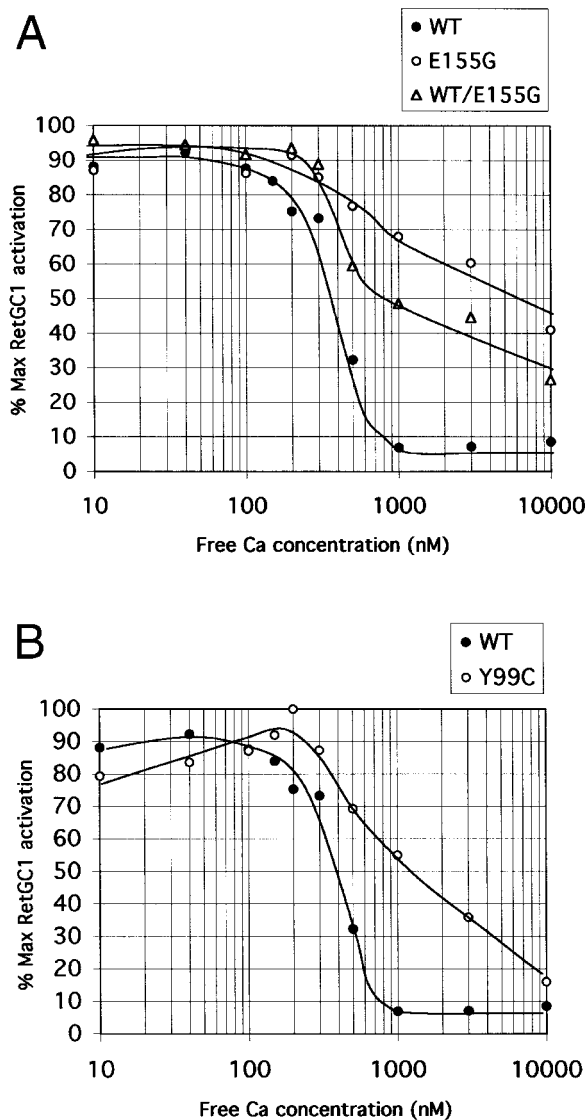 A
● WT
○ E155G
△ WT/E155G
100
90
80
70
60
50
40
30
20
10
0
% Max RetGC1 activation
10 100 1000 10000
Free Ca concentration (nM)
B
● WT
○ Y99C
100
90
80
70
60
50
40
30
20
10
0
% Max RetGC1 activation
10 100 1000 10000
Free Ca concentration (nM)